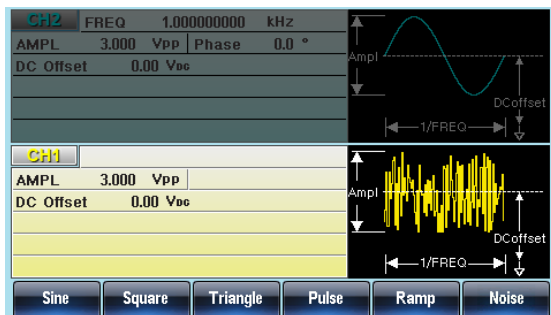 CH2 FREQ 1.000000000 kHz
AMPL 3.000 Vpp Phase 0.0 °
DC Offset 0.00 VDC
Ampl
DCoffset
1/FREQ
CH1
AMPL 3.000 Vpp
DC Offset 0.00 VDC
Ampl
DCoffset
1/FREQ
Sine Square Triangle Pulse Ramp Noise